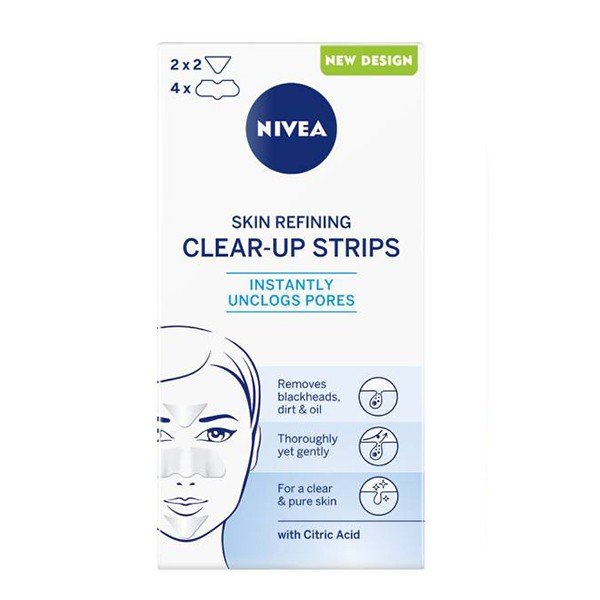 2 x 2
4 x
NEW DESIGN
NIVEA
SKIN REFINING
CLEAR-UP STRIPS
INSTANTLY
UNCLOGS PORES
Removes
blackheads,
dirt & oil
Thoroughly
yet gently
For a clear
& pure skin
with Citric Acid